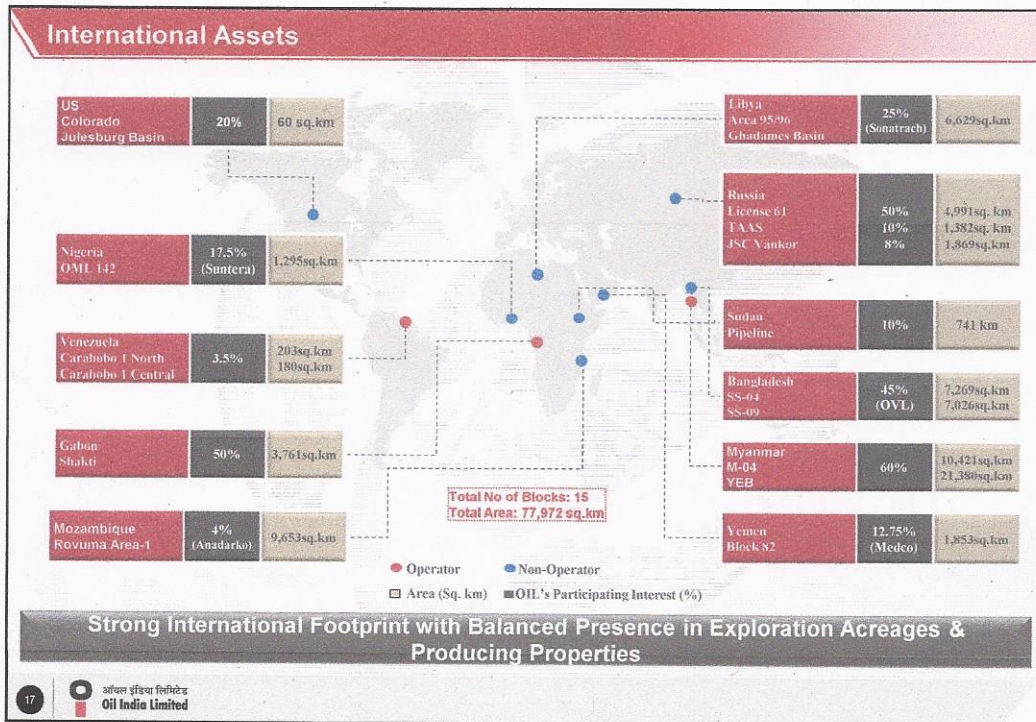 International Assets
US
Colorado
Julesburg Basin
20%
60 sq.km
Nigeria
OML 142
17.5%
(Suntera)
1,295sq.km
Venezuela
Carabobo 1 North
Carabobo 1 Central
3.5%
203sq.km
180sq.km
Gabon
Shakti
50%
3,761sq.km
Mozambique
Rovuma Area-1
4%
(Anadarko)
9,653sq.km
Libya
Area 95/96
Ghadames Basin
25%
(Sonatrach)
6,629sq.km
Russia
License 61
TAAS
JSC Vankor
50%
10%
8%
4,991sq. km
1,382sq. km
1,869sq.km
Sudan
Pipeline
10%
741 km
Bangladesh
SS-04
SS-09
45%
(OVL)
7,269sq.km
7,026sq.km
Myanmar
M-04
YEB
60%
10,421sq.km
21,380sq.km
Yemen
Block 82
12.75%
(Medco)
1,853sq.km
Total No of Blocks: 15
Total Area: 77,972 sq.km
Operator
Non-Operator
Area (Sq. km)
OIL's Participating Interest (%)
Strong International Footprint with Balanced Presence in Exploration Acreages &
Producing Properties
17
ऑयल इंडिया लिमिटेड
Oil India Limited